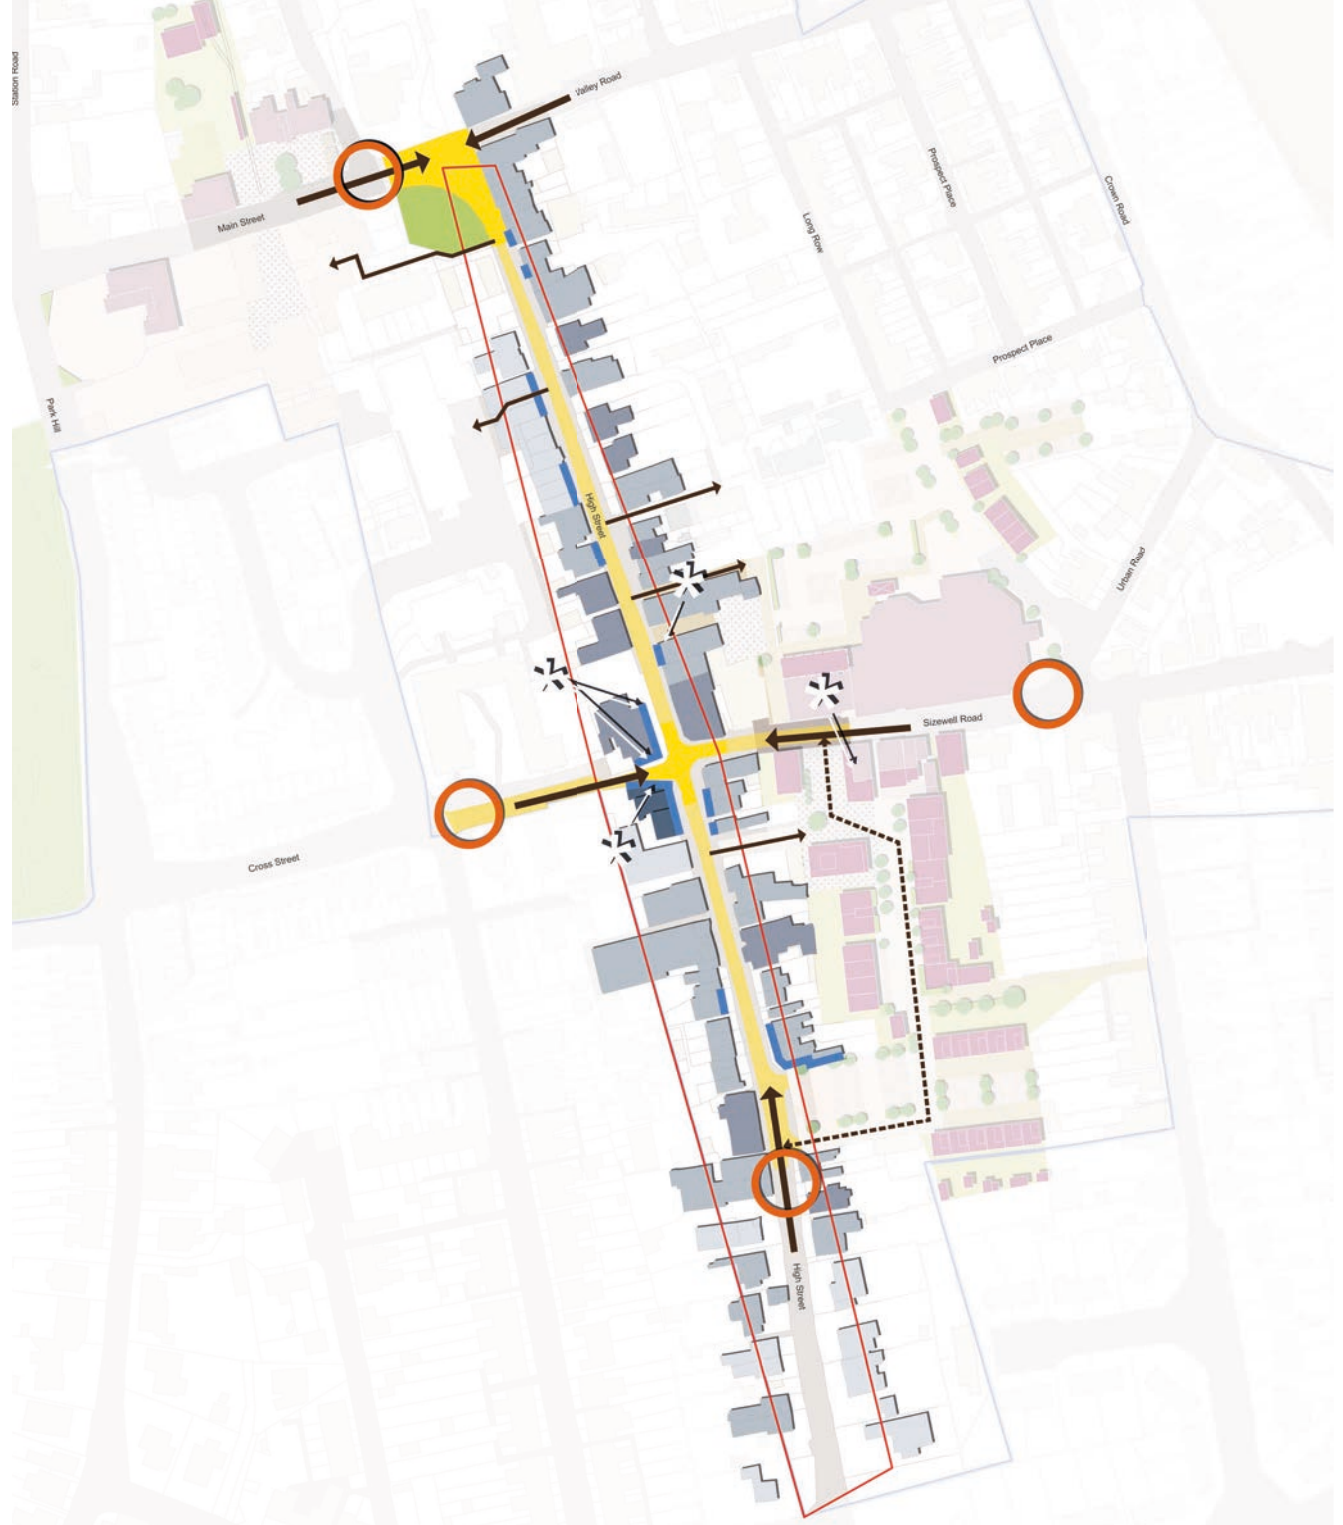 Station Road
Valley Road
Main Street
Prospect Place
Crown Road
Long Row
Prospect Place
Park Hill
High Street
Urban Road
Sizewell Road
Cross Street
High Street